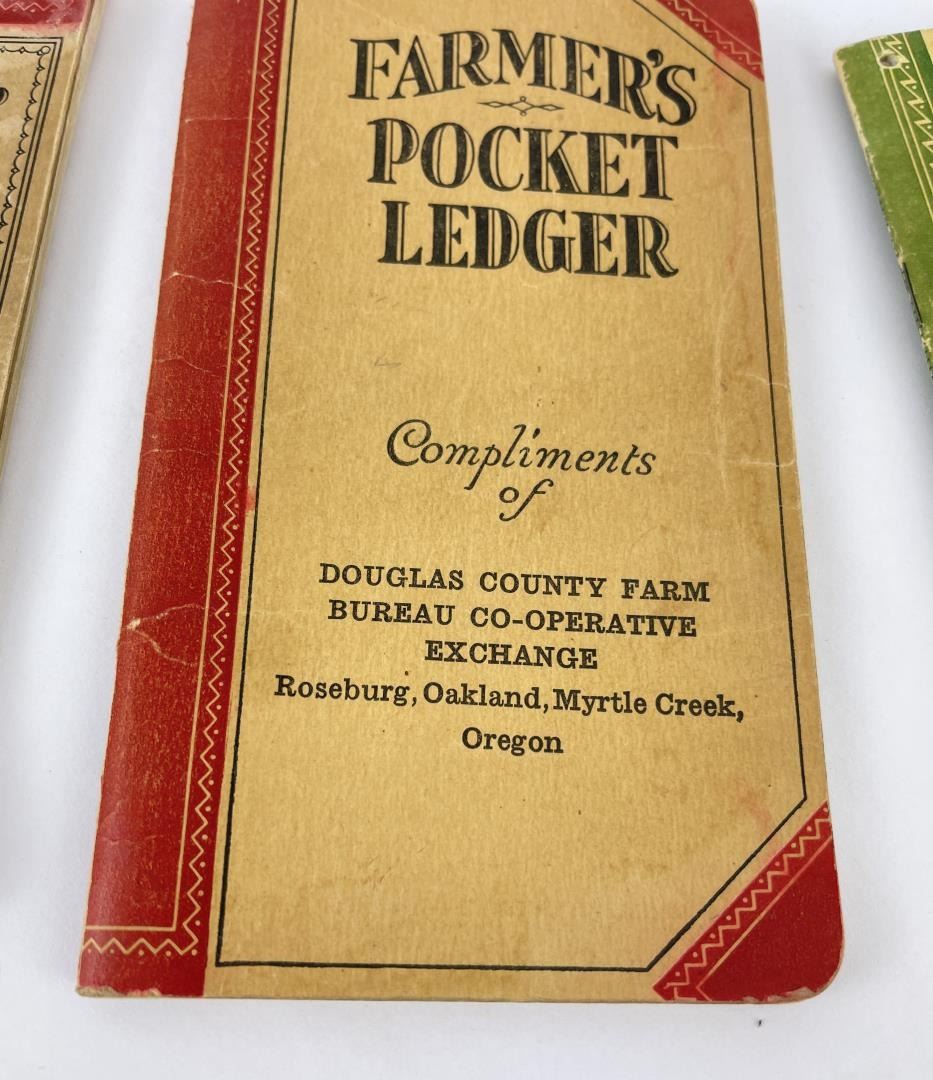 FARMER'S
POCKET
LEDGER
Compliments
of
DOUGLAS COUNTY FARM
BUREAU CO-OPERATIVE
EXCHANGE
Roseburg, Oakland, Myrtle Creek,
Oregon